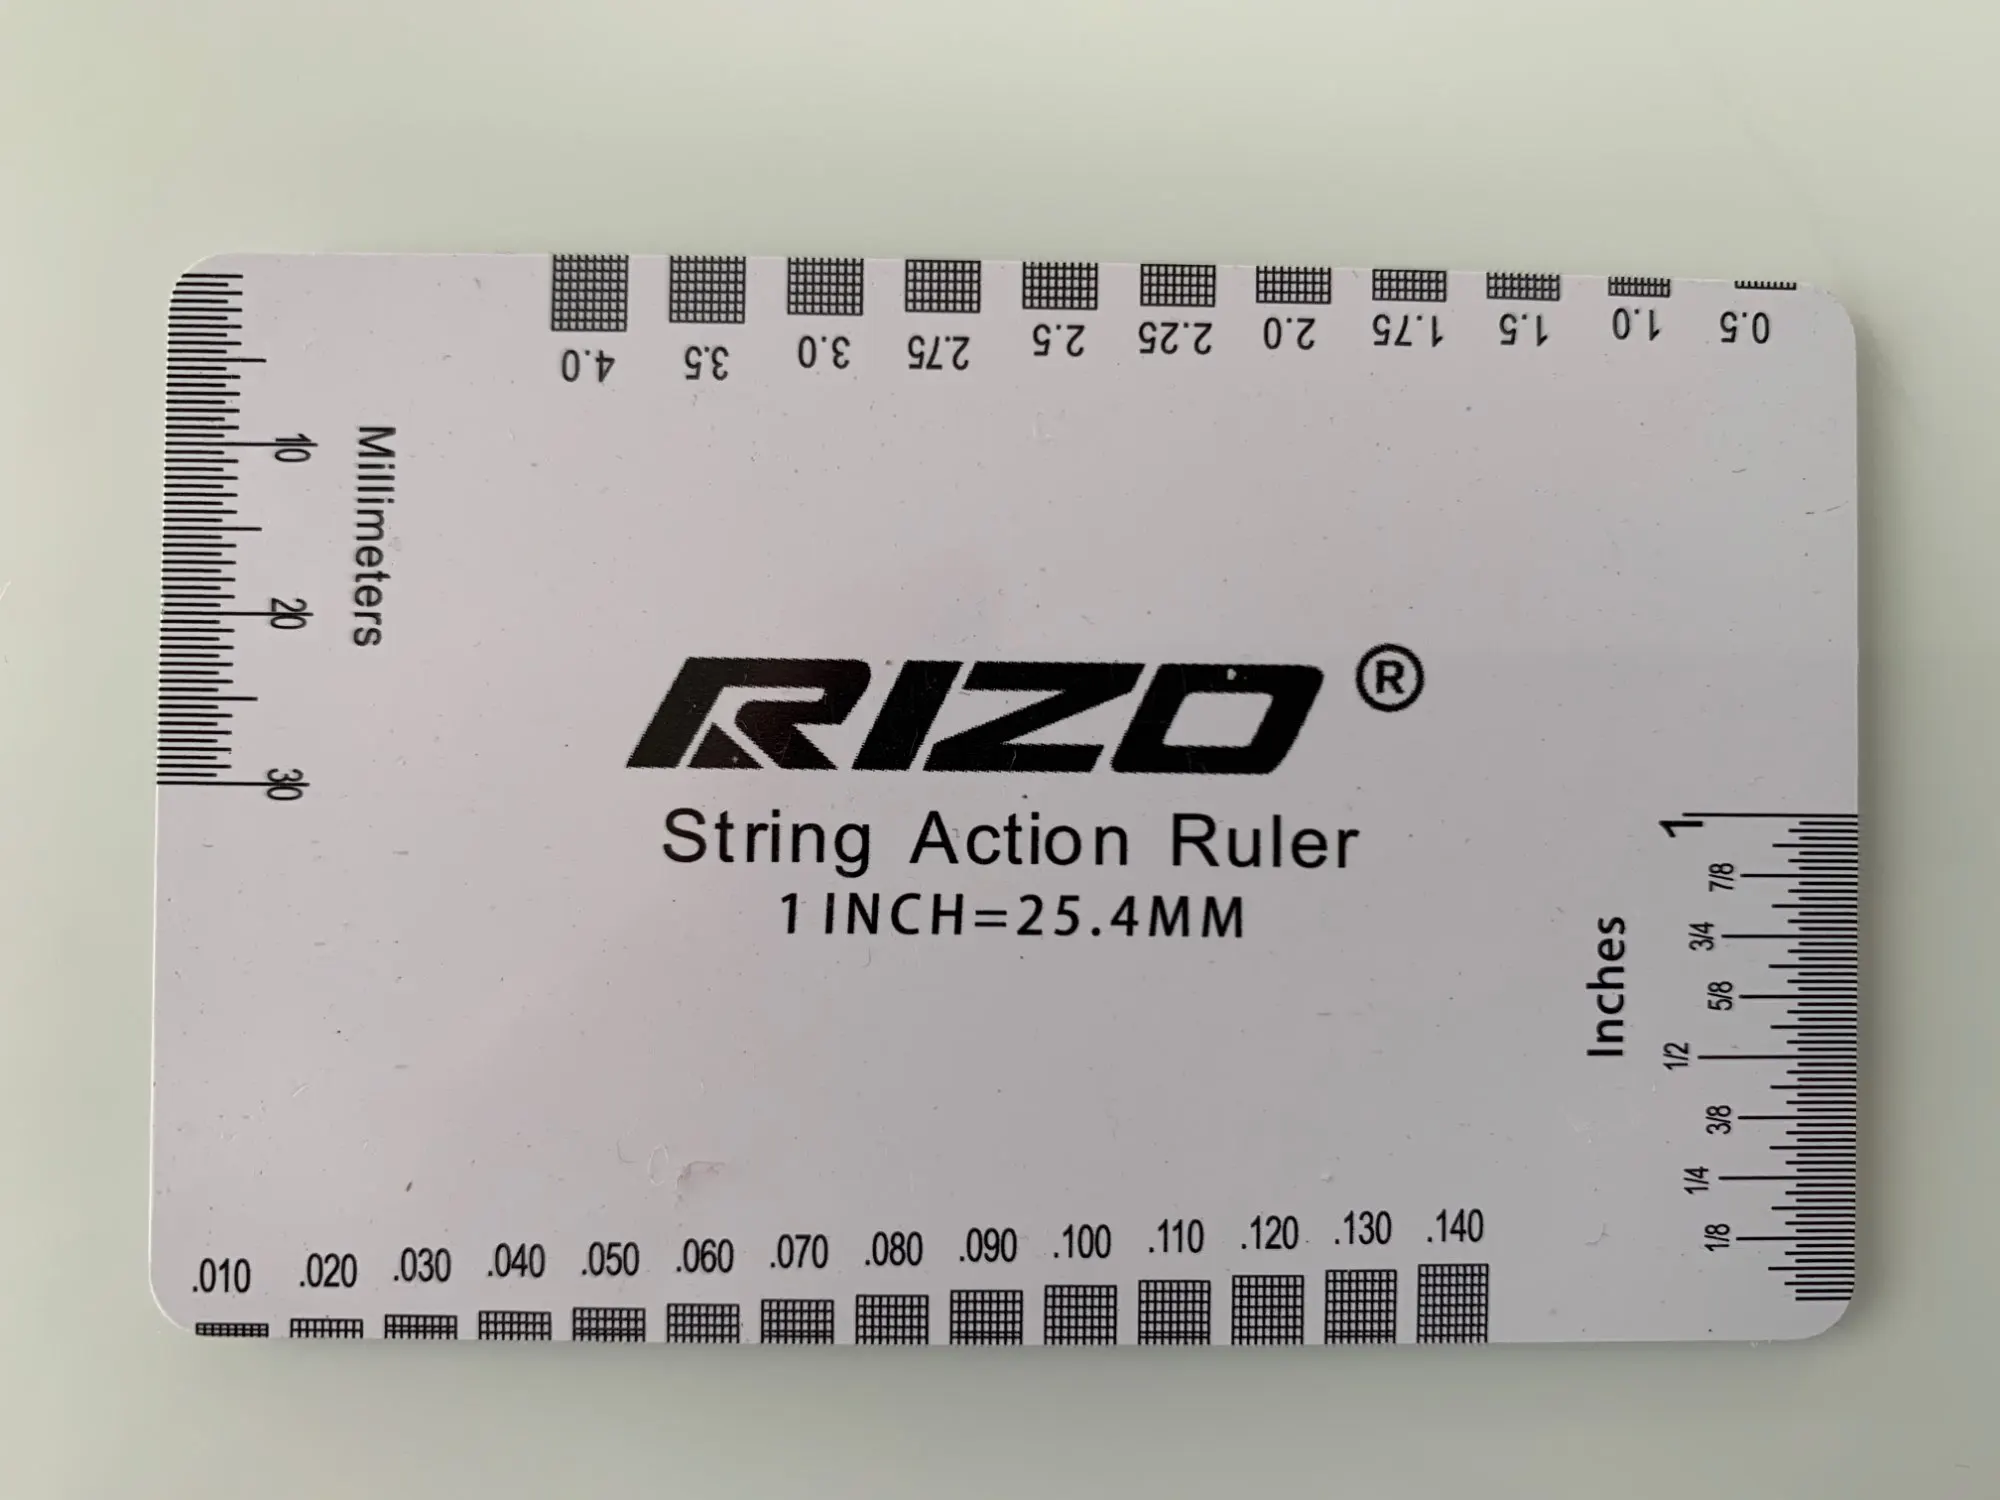 4.0 3.5 3.0 2.75 2.5 2.25 2.0 1.75 1.5 1.0 0.5
10
20
30
Millimeters
RIZO ®
String Action Ruler
1 INCH=25.4MM
Inches
1
7/8
3/4
5/8
1/2
3/8
1/4
1/8
.010 .020 .030 .040 .050 .060 .070 .080 .090 .100 .110 .120 .130 .140